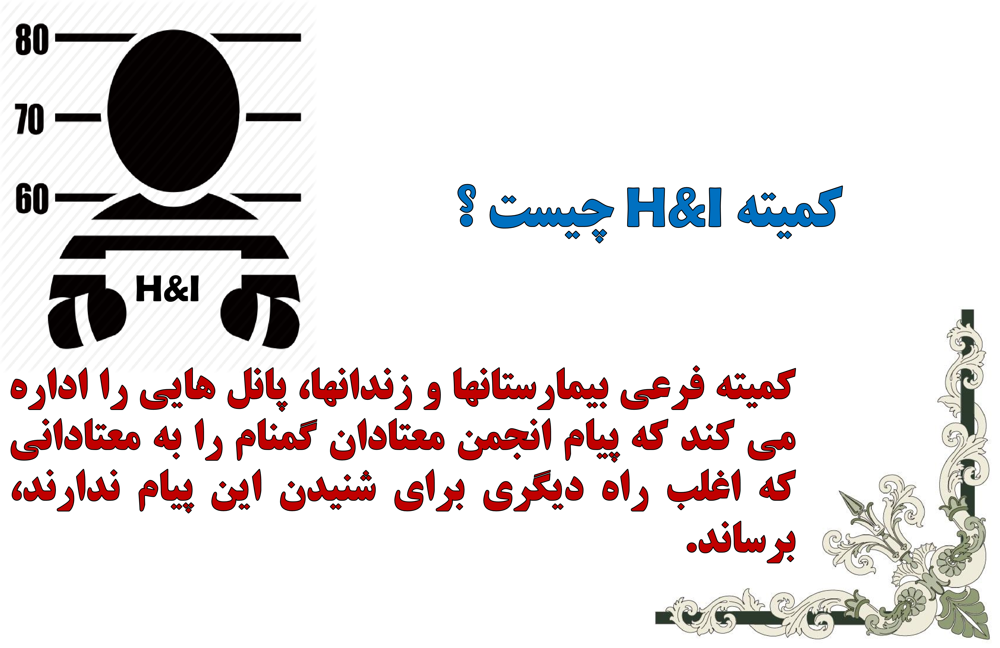 80
70
60
H&I
کمیته H&I چیست ؟
کمیته فرعی بیمارستانها و زندانها، پانل هایی را اداره
می کند که پیام انجمن معتادان گمنام را به معتادانی
که اغلب راه دیگری برای شنیدن این پیام ندارند،
برساند.